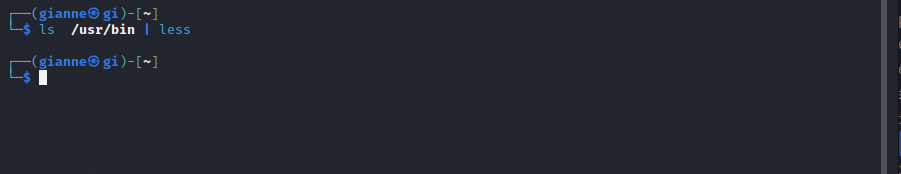 ┌──(gianne㉿gi)-[~]
└─$ ls  /usr/bin | less
┌──(gianne㉿gi)-[~]
└─$